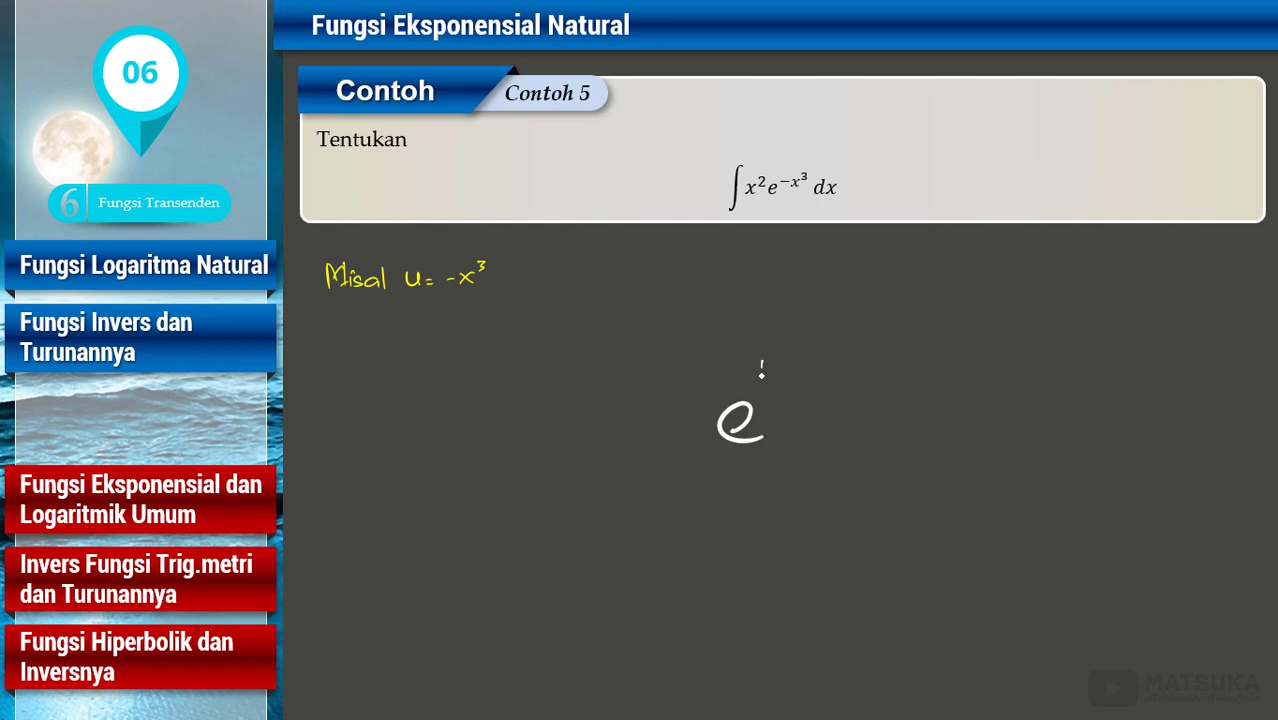 06
6 Fungsi Transenden
Fungsi Logaritma Natural
Fungsi Invers dan
Turunannya
Fungsi Eksponensial dan
Logaritmik Umum
Invers Fungsi Trig.metri
dan Turunannya
Fungsi Hiperbolik dan
Inversnya
Fungsi Eksponensial Natural
Contoh Contoh 5
Tentukan
∫x²e^{-x³} dx
Misal u = -x³
e
MATSUKA